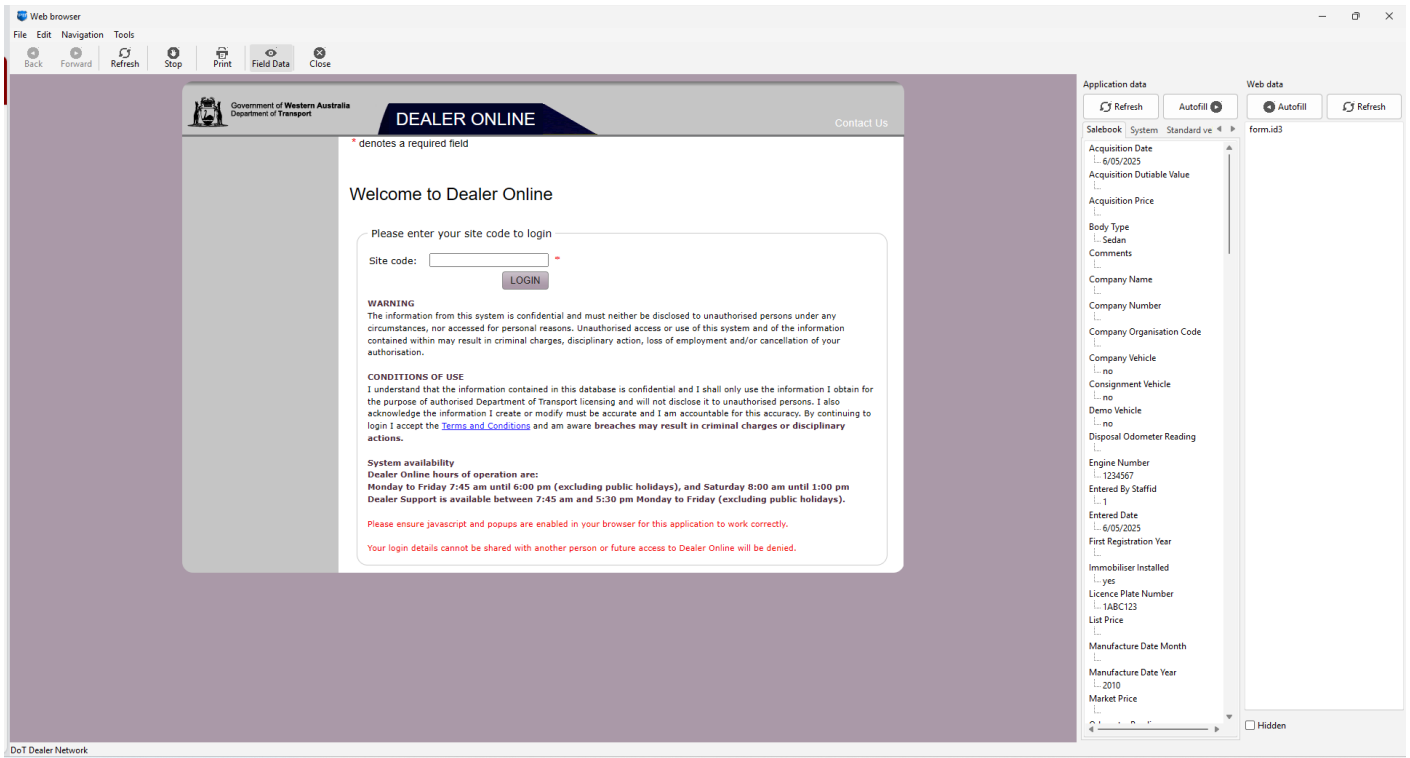 Web browser
File Edit Navigation Tools
Back Forward Refresh Stop Print Field Data Close
Government of Western Australia
Department of Transport
DEALER ONLINE
Contact Us
* denotes a required field
Welcome to Dealer Online
Please enter your site code to login
Site code: *
LOGIN
WARNING
The information from this system is confidential and must neither be disclosed to unauthorised persons under any
circumstances, nor accessed for personal reasons. Unauthorised access or use of this system and of the information
contained within may result in criminal charges, disciplinary action, loss of employment and/or cancellation of your
authorisation.
CONDITIONS OF USE
I understand that the information contained in this database is confidential and I shall only use the information I obtain for
the purpose of authorised Department of Transport licensing and will not disclose it to unauthorised persons. I also
acknowledge the information I create or modify must be accurate and I am accountable for this accuracy. By continuing to
login I accept the Terms and Conditions and am aware breaches may result in criminal charges or disciplinary
actions.
System availability
Dealer Online hours of operation are:
Monday to Friday 7:45 am until 6:00 pm (excluding public holidays), and Saturday 8:00 am until 1:00 pm
Dealer Support is available between 7:45 am and 5:30 pm Monday to Friday (excluding public holidays).
Please ensure javascript and popups are enabled in your browser for this application to work correctly.
Your login details cannot be shared with another person or future access to Dealer Online will be denied.
Application data
Refresh Autofill
Salebook System Standard ve
Acquisition Date
6/05/2025
Acquisition Dutiable Value
Acquisition Price
Body Type
Sedan
Comments
Company Name
Company Number
Company Organisation Code
Company Vehicle
no
Consignment Vehicle
no
Demo Vehicle
no
Disposal Odometer Reading
Engine Number
1234567
Entered By Staffid
1
Entered Date
6/05/2025
First Registration Year
Immobiliser Installed
yes
Licence Plate Number
1ABC123
List Price
Manufacture Date Month
Manufacture Date Year
2010
Market Price
Web data
Autofill Refresh
form.id3
Hidden
DoT Dealer Network